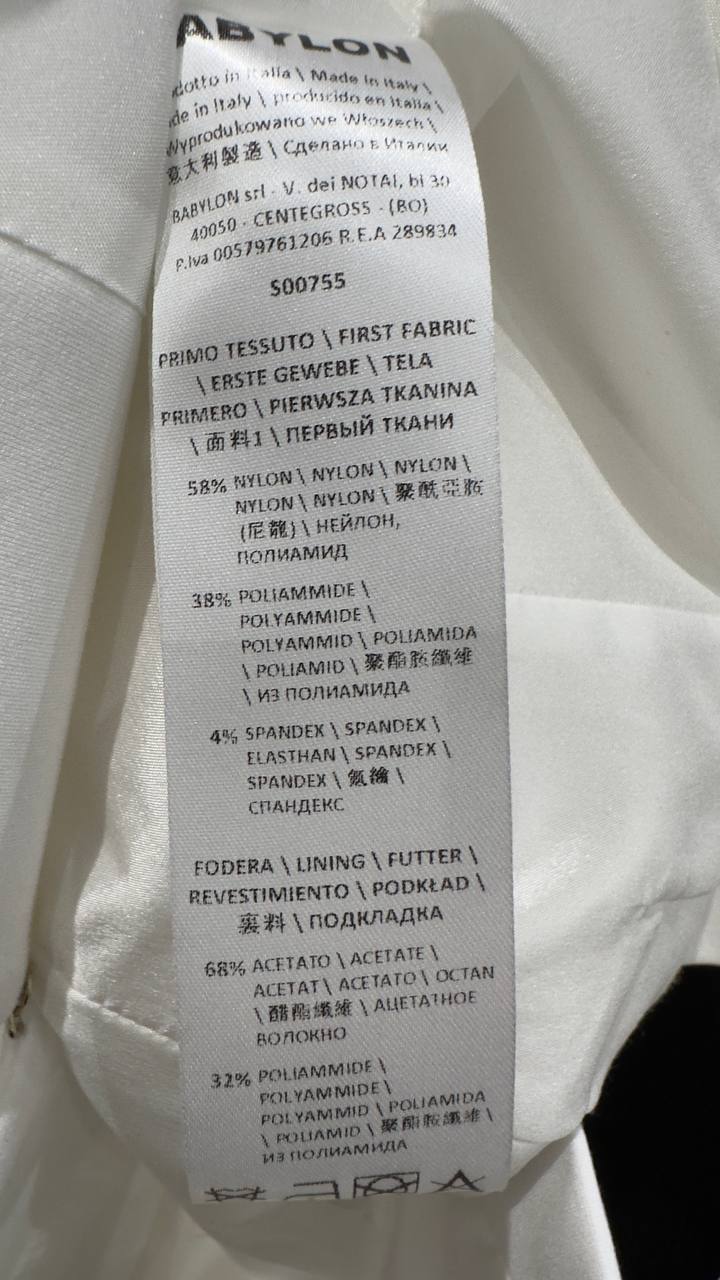 ABYLON
dotto in Italia \ Made in Italy \
de in Italy \ producido en Italia \
Wyprodukowano we Włoszech \
意大利製造 \ Сделано в Италии
BABYLON srl - V. dei NOTAI, bl 30
40050 - CENTEGROSS - (BO)
P.Iva 00579761206 R.E.A 289834
S00755
PRIMO TESSUTO \ FIRST FABRIC
\ ERSTE GEWEBE \ TELA
PRIMERO \ PIERWSZA TKANINA
\ 面料1 \ ПЕРВЫЙ ТКАНИ
58% NYLON \ NYLON \ NYLON \
NYLON \ NYLON \ 聚酰亞胺
(尼龍) \ НЕЙЛОН,
ПОЛИАМИД
38% POLIAMMIDE \
POLYAMMIDE \
POLYAMMID \ POLIAMIDA
\ POLIAMID \ 聚酯胺纖維
\ ИЗ ПОЛИАМИДА
4% SPANDEX \ SPANDEX \
ELASTHAN \ SPANDEX \
SPANDEX \ 氨綸 \
СПАНДЕКС
FODERA \ LINING \ FUTTER \
REVESTIMIENTO \ PODKŁAD \
裏料 \ ПОДКЛАДКА
68% ACETATO \ ACETATE \
ACETAT \ ACETATO \ OCTAN
\ 醋酯纖維 \ АЦЕТАТНОЕ
ВОЛОКНО
32% POLIAMMIDE \
POLYAMMIDE \
POLYAMMID \ POLIAMIDA
\ POLIAMID \ 聚酯胺纖維 \
ИЗ ПОЛИАМИДА